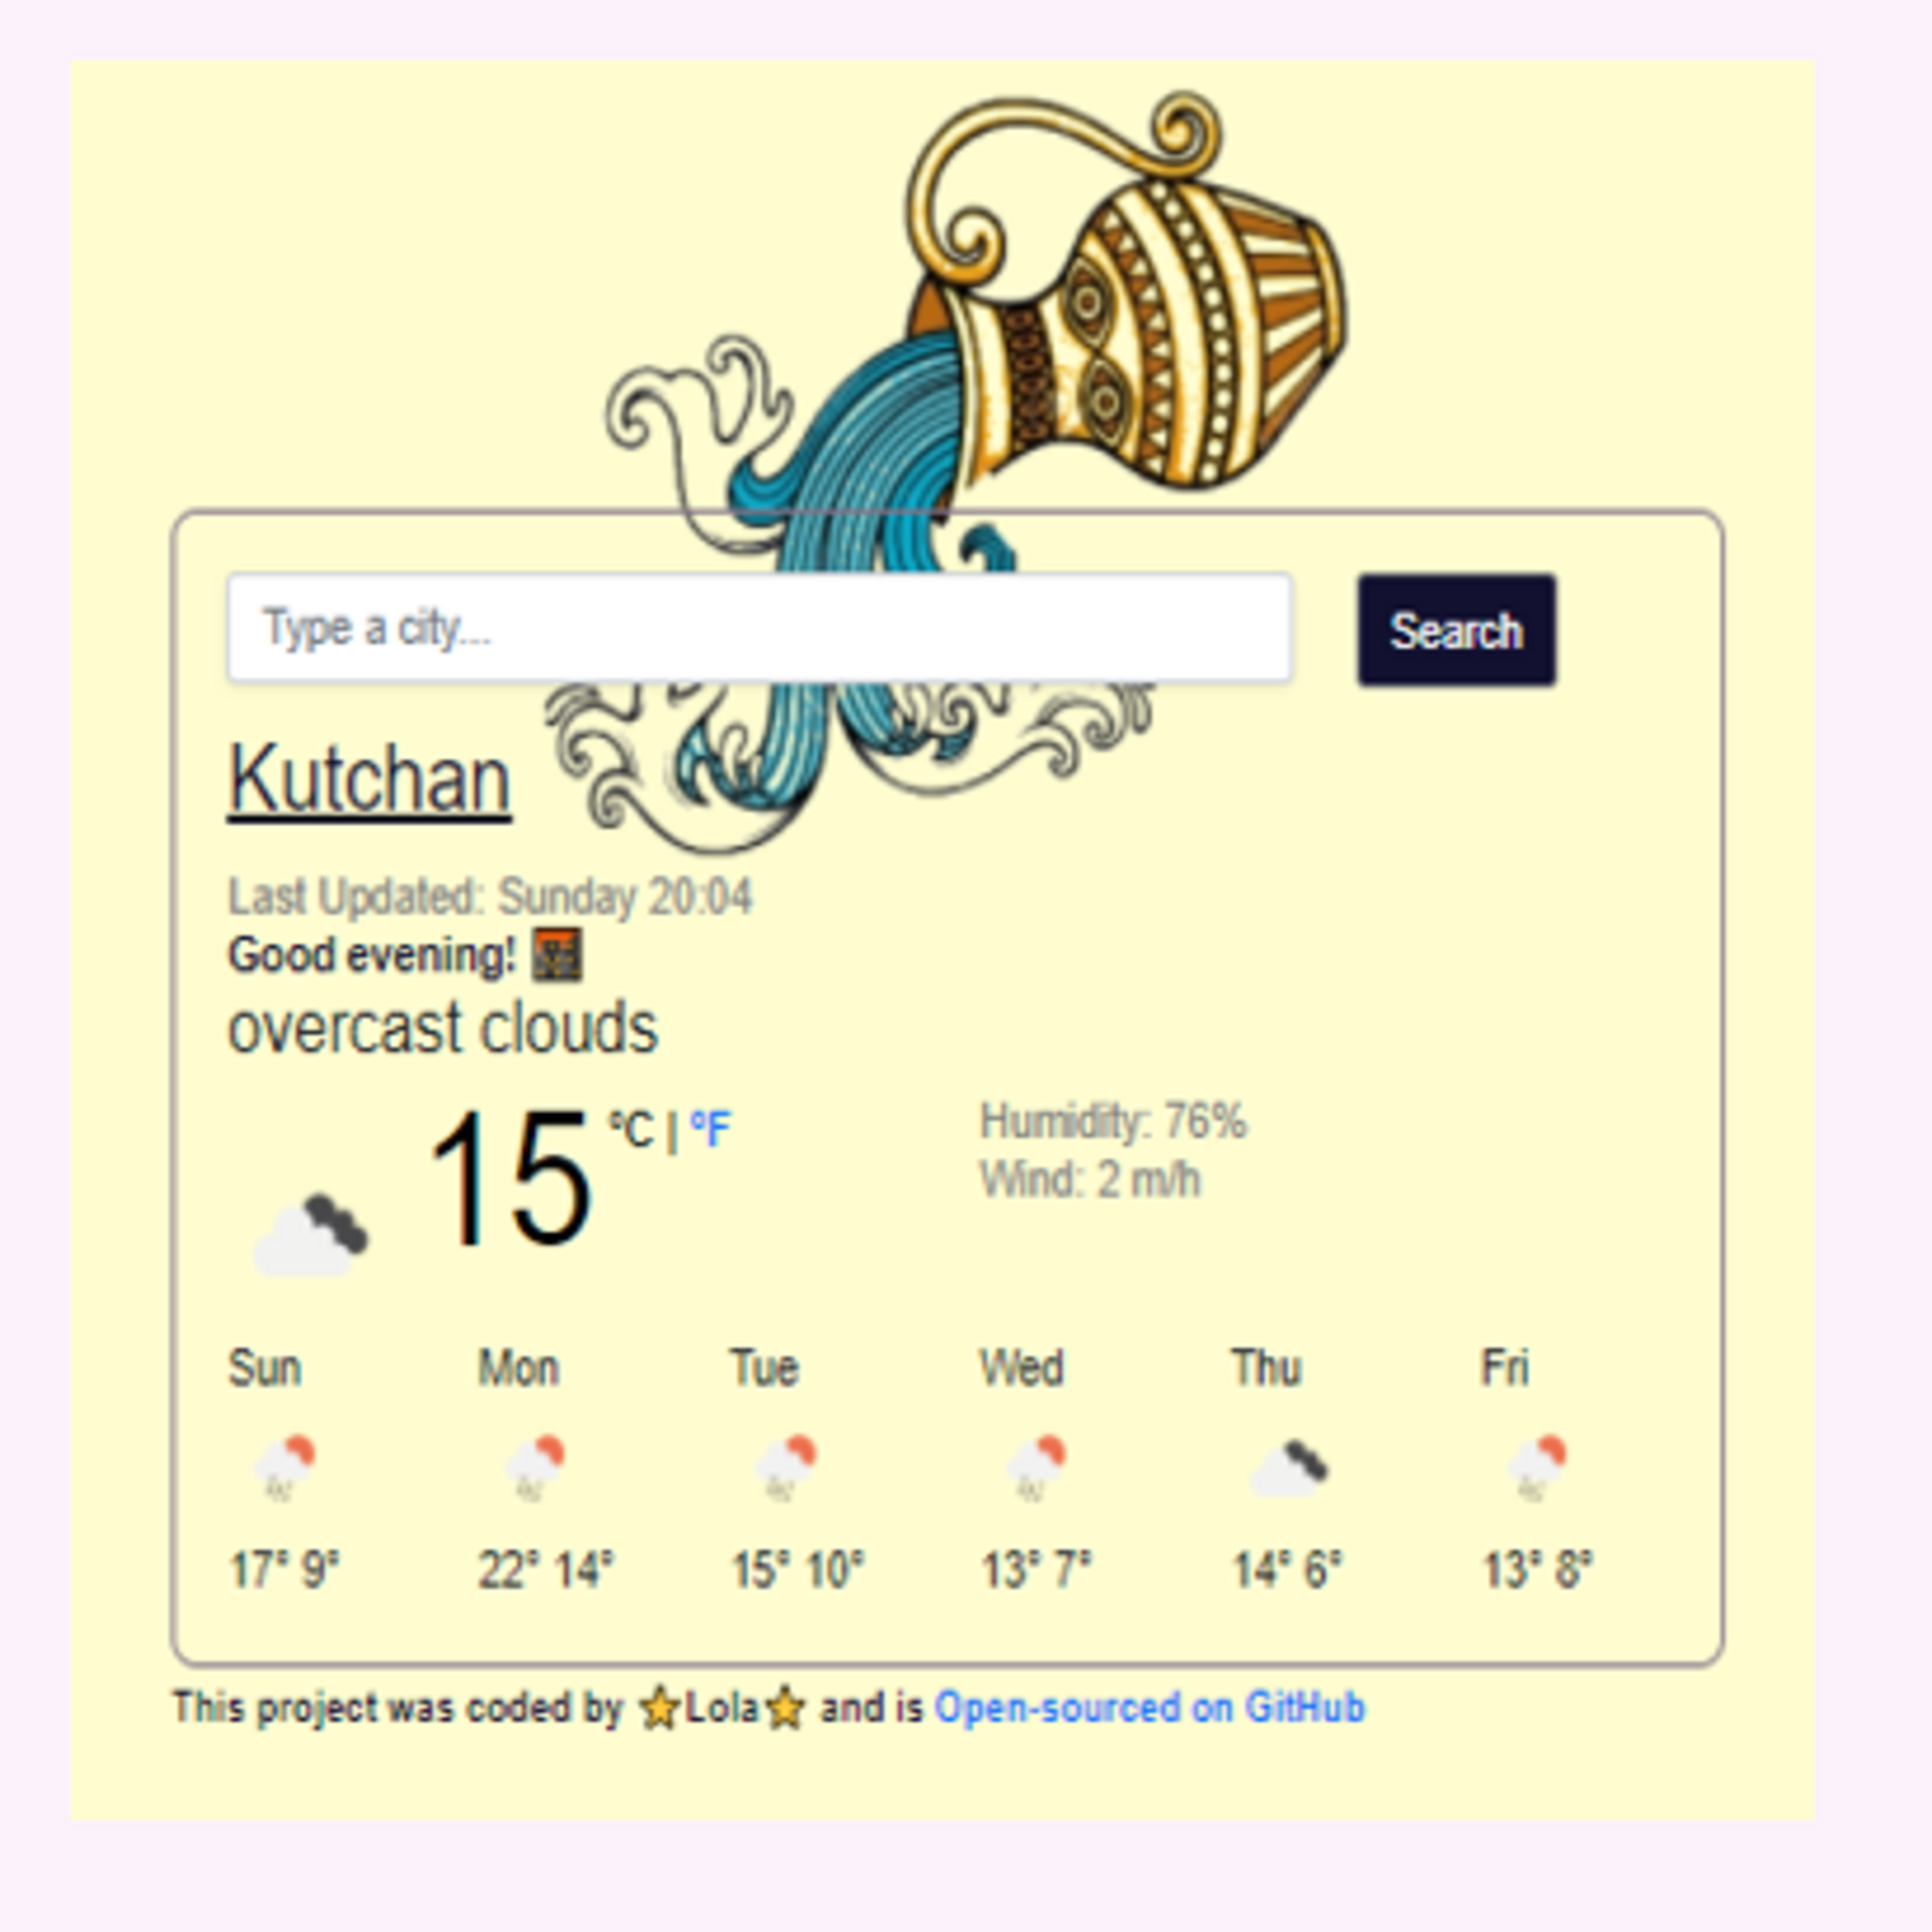 Type a city...
Search
Kutchan
Last Updated: Sunday 20:04
Good evening!
overcast clouds
15 °C | °F
Humidity: 76%
Wind: 2 m/h
Sun Mon Tue Wed Thu Fri
17° 9° 22° 14° 15° 10° 13° 7° 14° 6° 13° 8°
This project was coded by ⭐Lola⭐ and is Open-sourced on GitHub